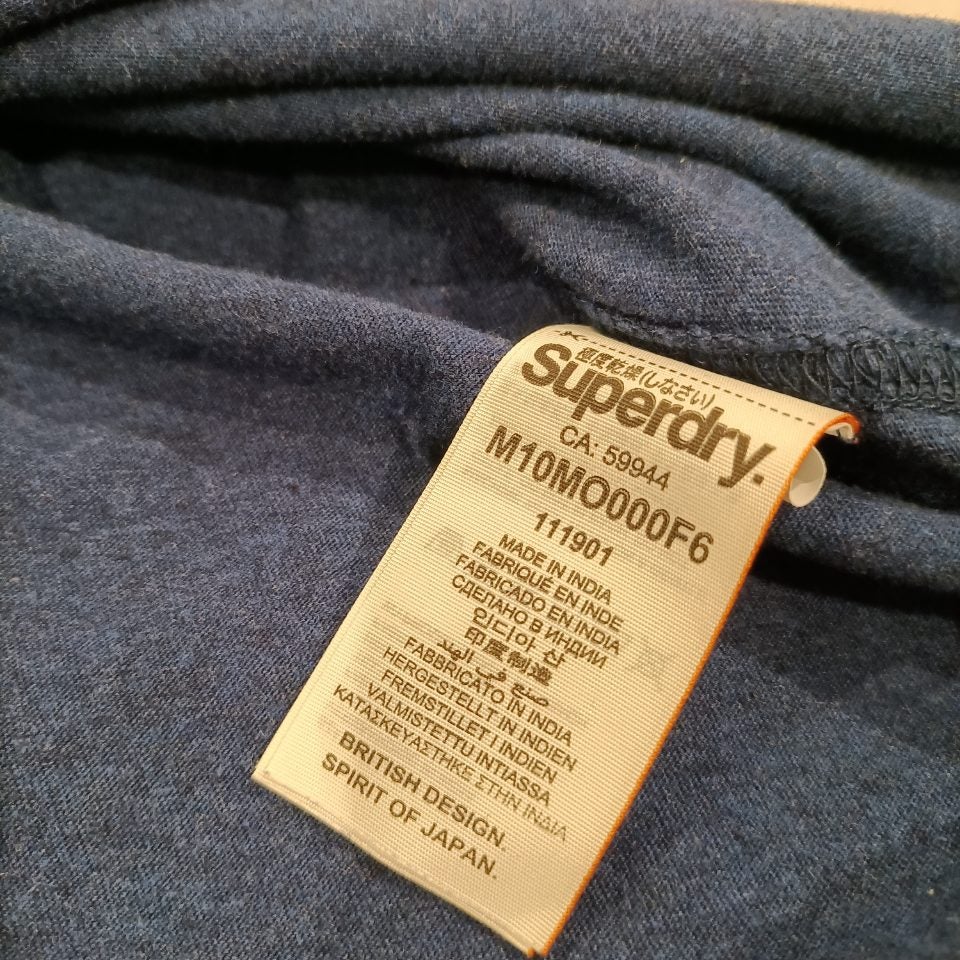 極度乾燥(しなさい)
Superdry.
CA: 59944
M10MO000F6
111901
MADE IN INDIA
FABRIQUÉ EN INDE
FABRICADO EN INDIA
СДЕЛАНО В ИНДИИ
인디아 산
印度制造
صنع في الهند
FABBRICATO IN INDIA
HERGESTELLT IN INDIEN
FREMSTILLET I INDIEN
VALMISTETTU INTIASSA
ΚΑΤΑΣΚΕΥΑΣΤΗΚΕ ΣΤΗΝ ΙΝΔΙΑ
BRITISH DESIGN.
SPIRIT OF JAPAN.